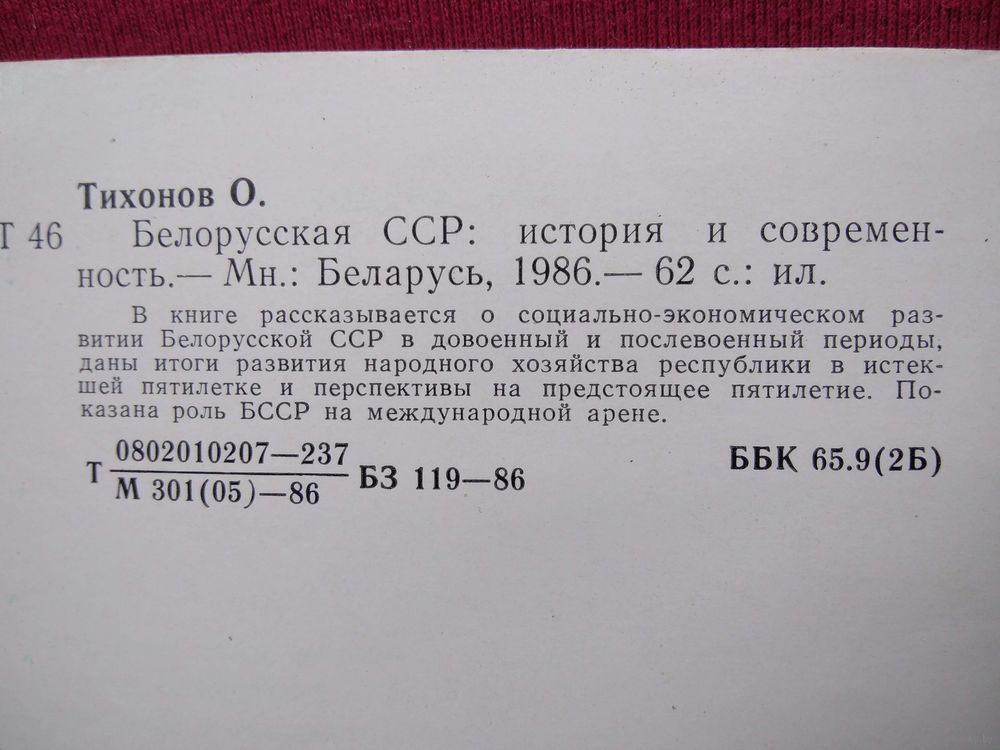 Тихонов О.
Т 46 Белорусская ССР: история и современ-
ность.— Мн.: Беларусь, 1986.— 62 с.: ил.
В книге рассказывается о социально-экономическом раз-
витии Белорусской ССР в довоенный и послевоенный периоды,
даны итоги развития народного хозяйства республики в истек-
шей пятилетке и перспективы на предстоящее пятилетие. По-
казана роль БССР на международной арене.
0802010207—237
Т БЗ 119—86 ББК 65.9(2Б)
М 301(05)—86